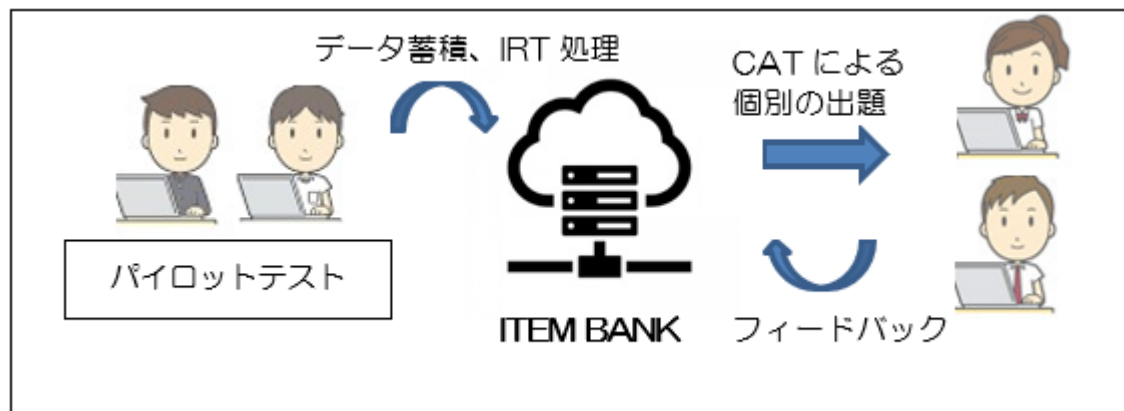 データ蓄積、IRT 処理
CAT による
個別の出題
パイロットテスト
ITEM BANK
フィードバック